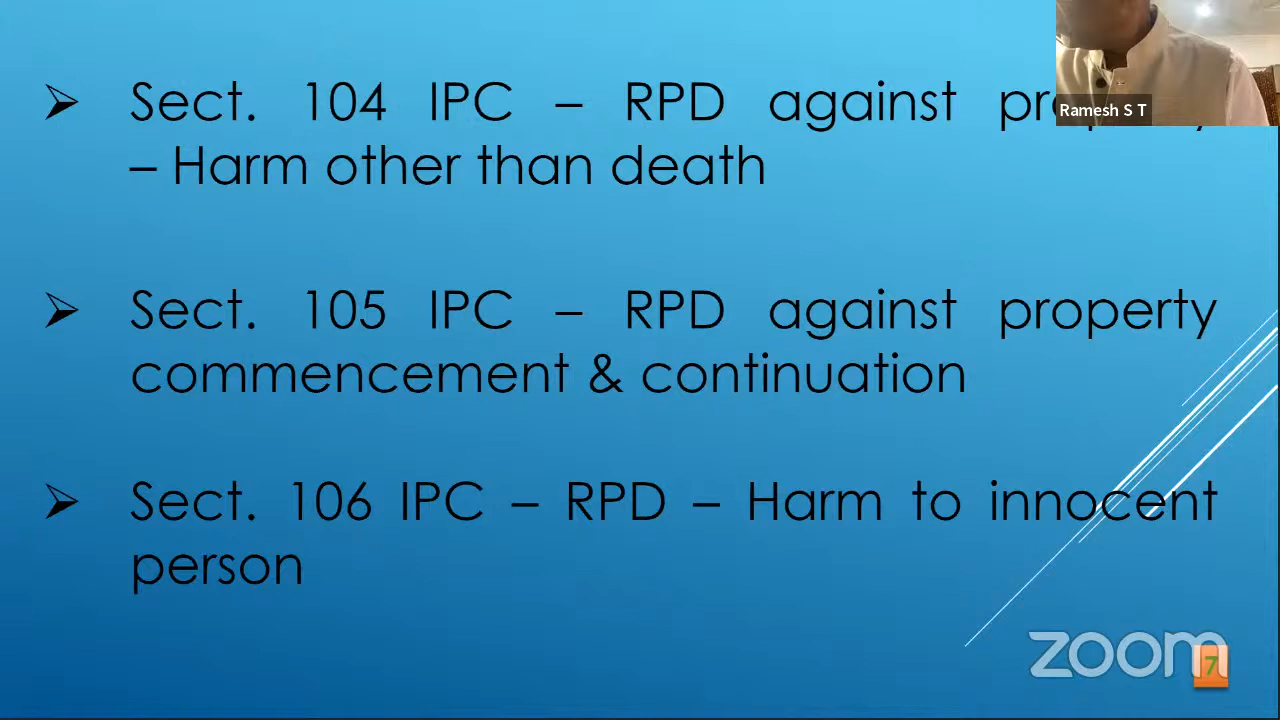 Sect. 104 IPC – RPD against
– Harm other than death
Ramesh S T
Sect. 105 IPC – RPD against property
commencement & continuation
Sect. 106 IPC – RPD – Harm to innocent
person
zoom
7